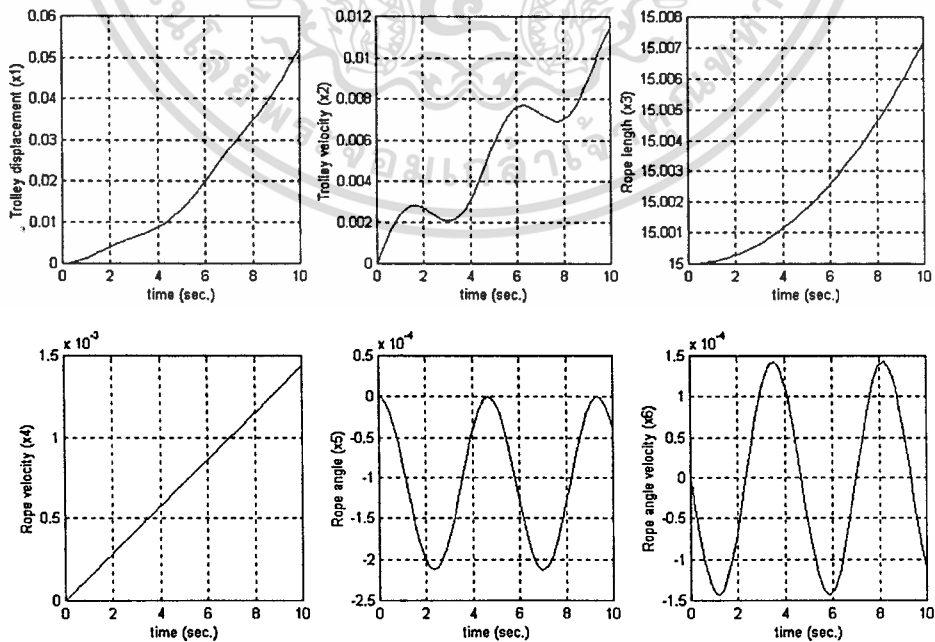 0.06
0.05
0.04
0.03
0.02
0.01
0
Trolley displacement (x1)
0 2 4 6 8 10
time (sec.)
0.012
0.01
0.008
0.006
0.004
0.002
0
Trolley velocity (x2)
0 2 4 6 8 10
time (sec.)
15.008
15.007
15.006
15.005
15.004
15.003
15.002
15.001
15
Rope length (x3)
0 2 4 6 8 10
time (sec.)
x 10^-3
1.5
1
0.5
0
Rope velocity (x4)
0 2 4 6 8 10
time (sec.)
x 10^-4
0.5
0
-0.5
-1
-1.5
-2
-2.5
Rope angle (x5)
0 2 4 6 8 10
time (sec.)
x 10^-4
1.5
1
0.5
0
-0.5
-1
-1.5
Rope angle velocity (x6)
0 2 4 6 8 10
time (sec.)